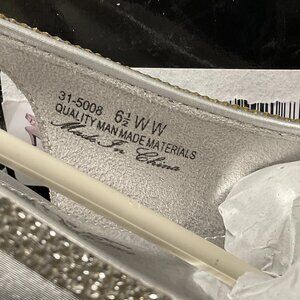 31-5008 6½ WW
QUALITY MAN MADE MATERIALS
Made In China